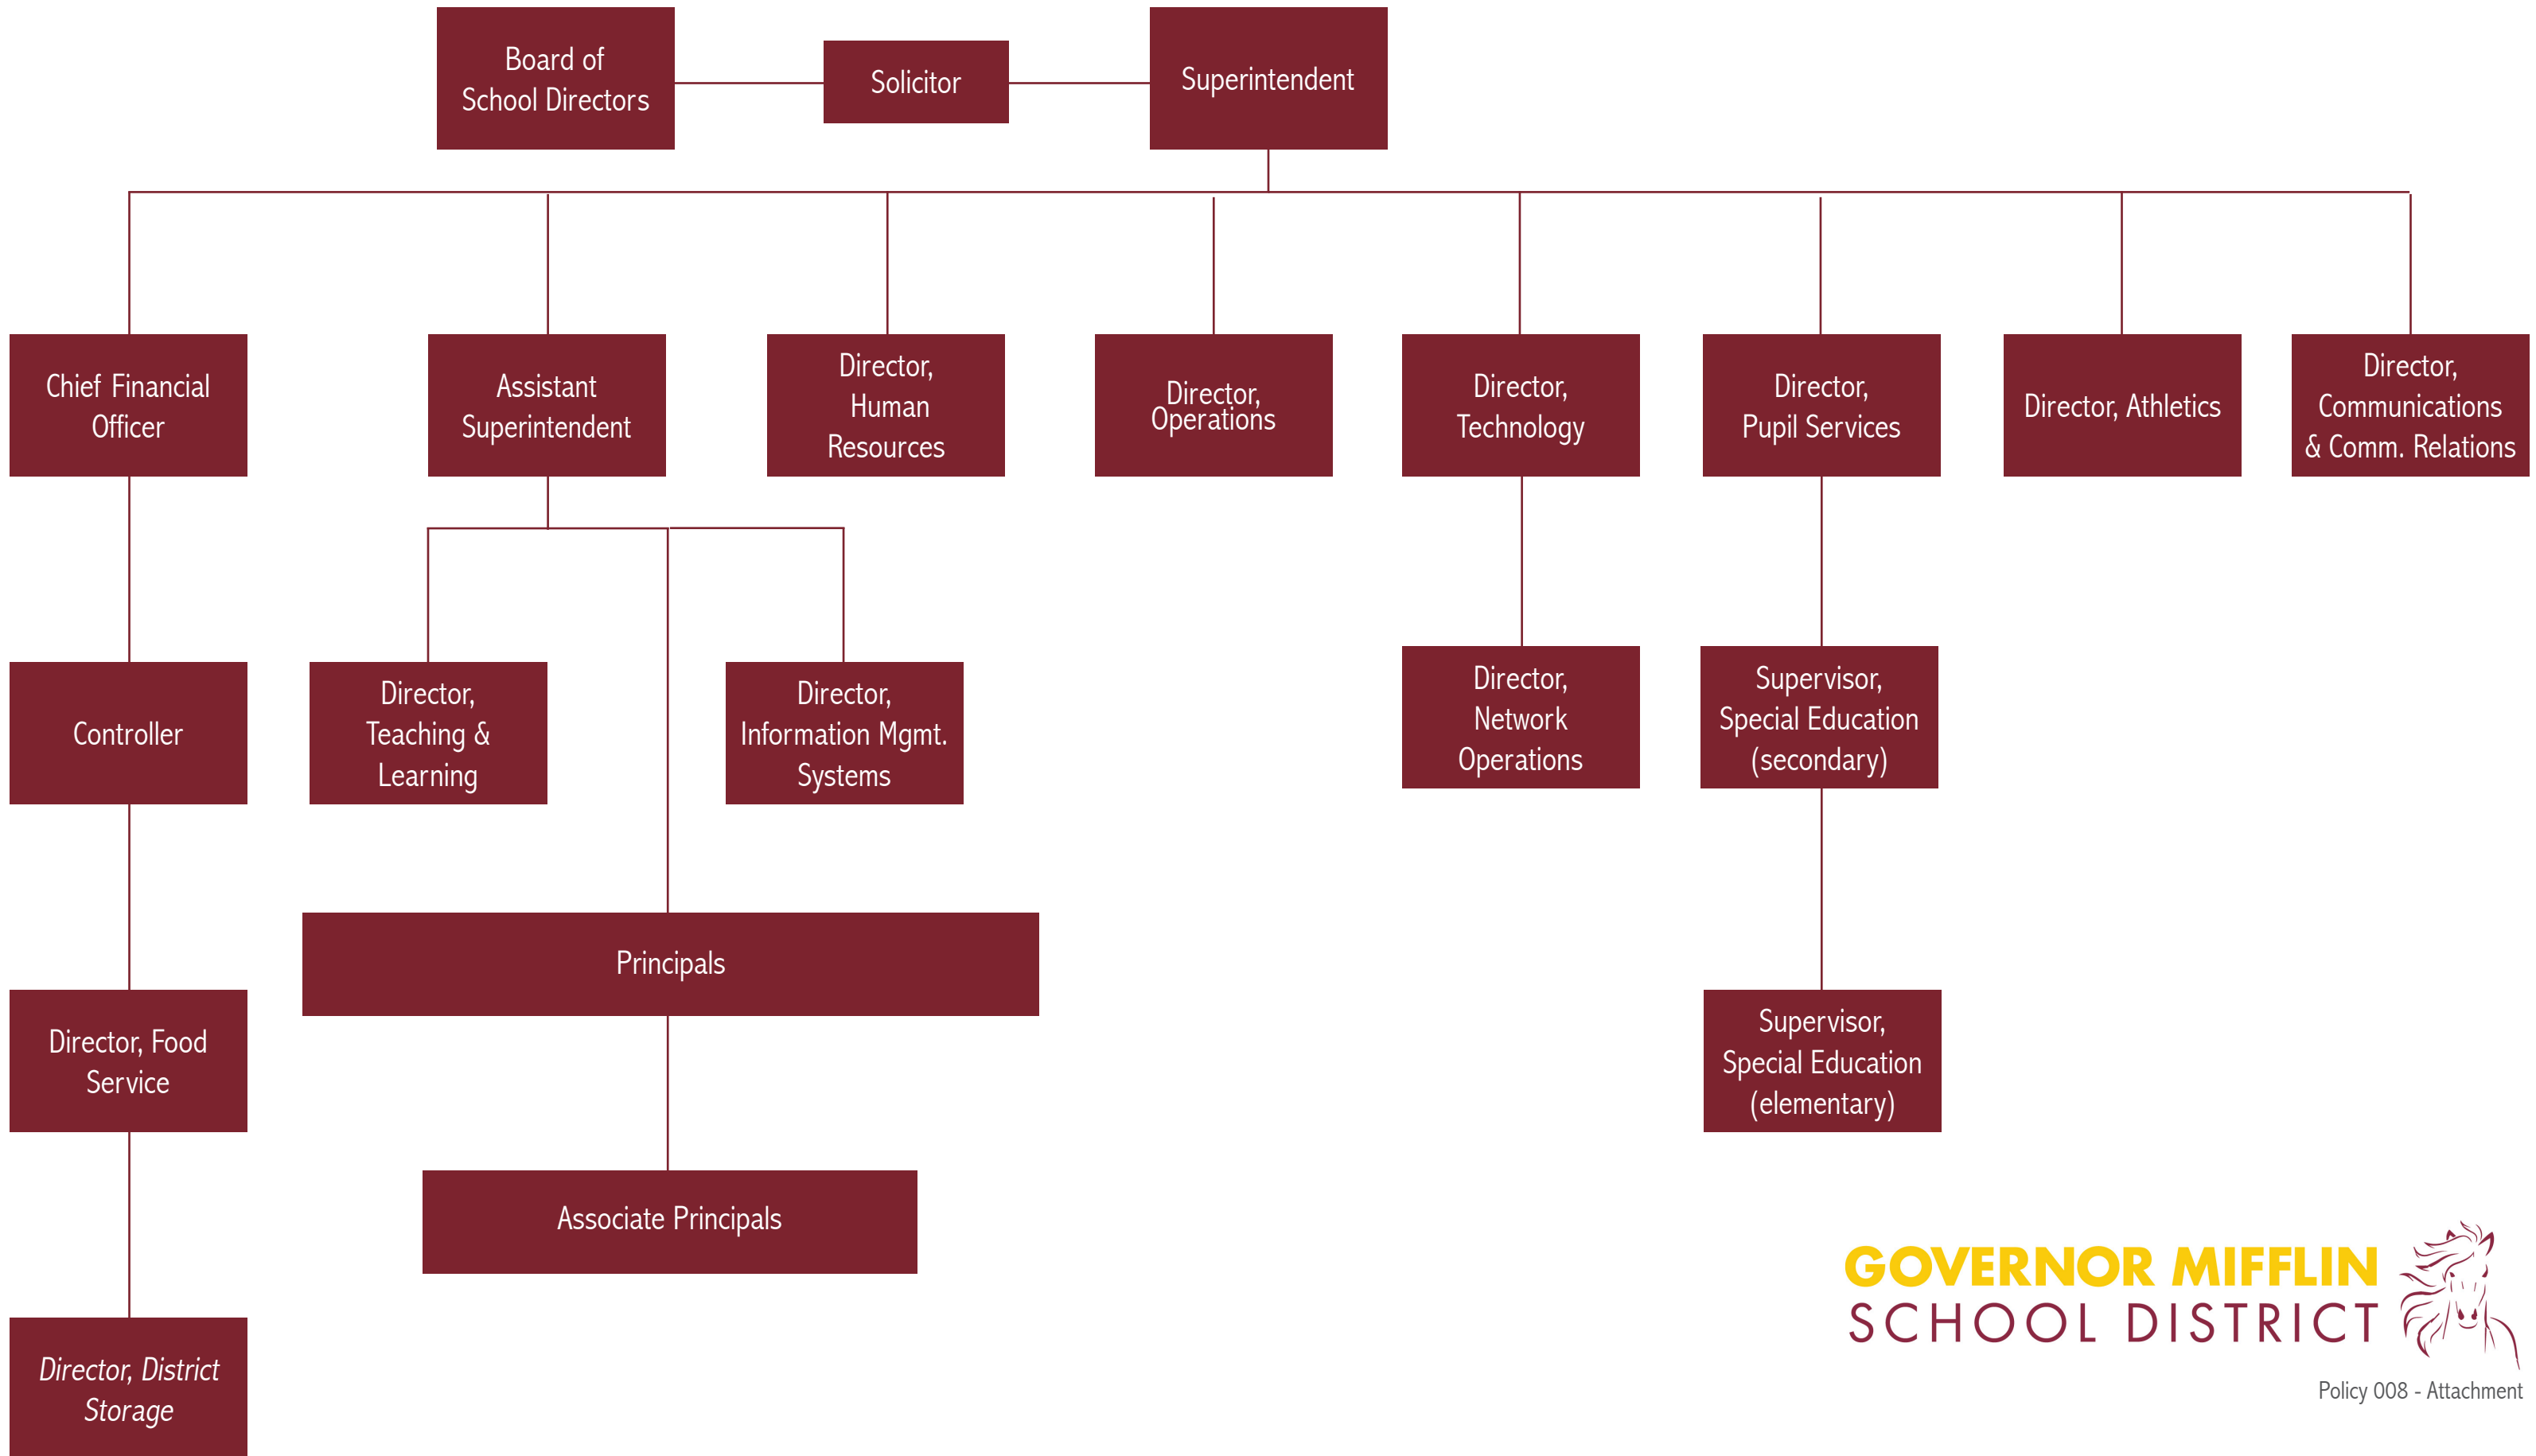 Board of
School Directors
Solicitor
Superintendent
Chief Financial
Officer
Assistant
Superintendent
Director,
Human
Resources
Director,
Operations
Director,
Technology
Director,
Pupil Services
Director, Athletics
Director,
Communications
& Comm. Relations
Controller
Director,
Teaching &
Learning
Director,
Information Mgmt.
Systems
Director,
Network
Operations
Supervisor,
Special Education
(secondary)
Principals
Director, Food
Service
Supervisor,
Special Education
(elementary)
Associate Principals
Director, District
Storage
GOVERNOR MIFFLIN
SCHOOL DISTRICT
Policy 008 - Attachment